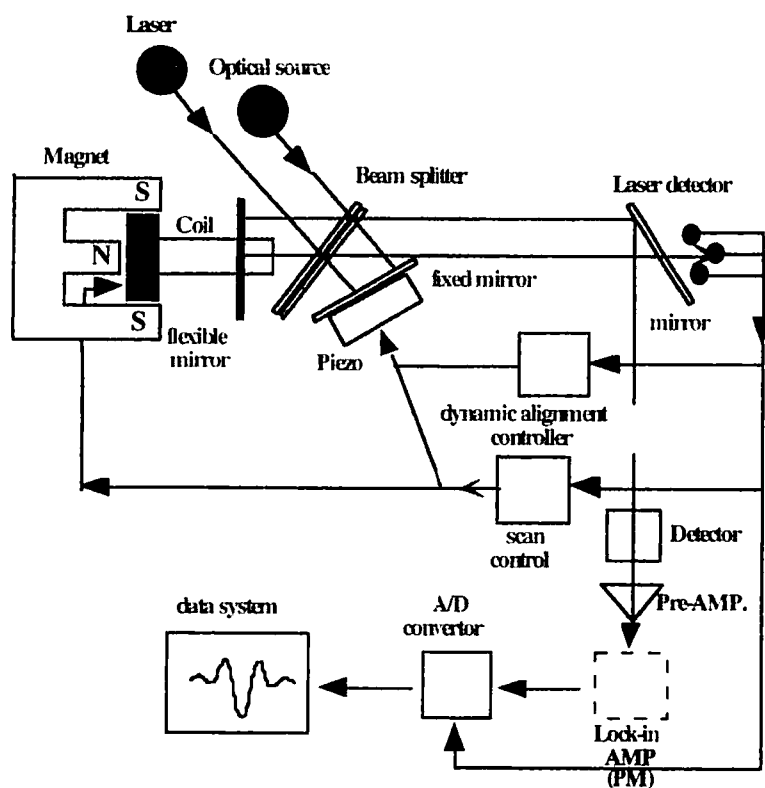 Laser
Optical source
Magnet
S
Beam splitter
Laser detector
Coil
N
fixed mirror
S
flexible
mirror
mirror
Piezo
dynamic alignment
controller
scan
control
Detector
data system
A/D
convertor
Pre-AMP.
Lock-in
AMP
(PM)